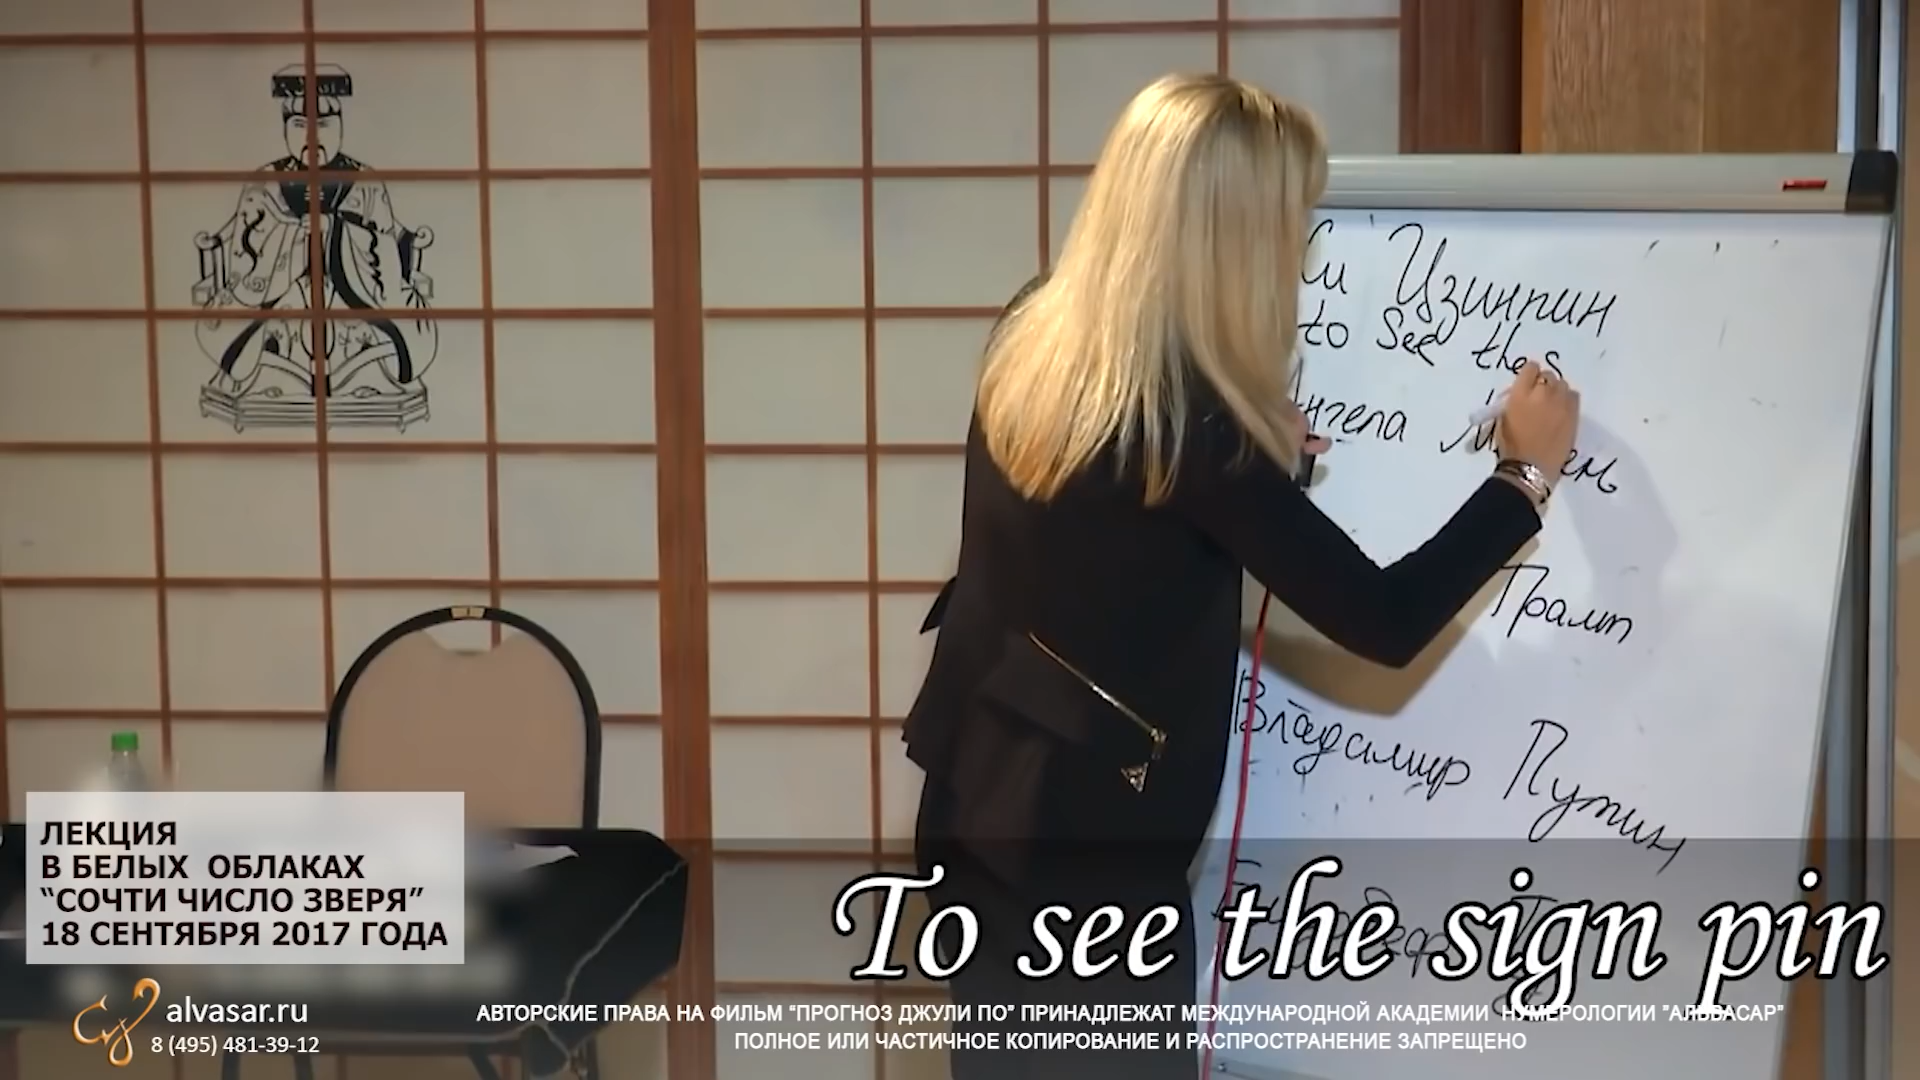 Си Цзинпин
to see the s
Ангела
Трамп
Владимир Путин
To see the sign pin
ЛЕКЦИЯ
В БЕЛЫХ ОБЛАКАХ
“СОЧТИ ЧИСЛО ЗВЕРЯ”
18 СЕНТЯБРЯ 2017 ГОДА
alvasar.ru
8 (495) 481-39-12
АВТОРСКИЕ ПРАВА НА ФИЛЬМ “ПРОГНОЗ ДЖУЛИ ПО” ПРИНАДЛЕЖАТ МЕЖДУНАРОДНОЙ АКАДЕМИИ НУМЕРОЛОГИИ "АЛЬВАСАР"
ПОЛНОЕ ИЛИ ЧАСТИЧНОЕ КОПИРОВАНИЕ И РАСПРОСТРАНЕНИЕ ЗАПРЕЩЕНО